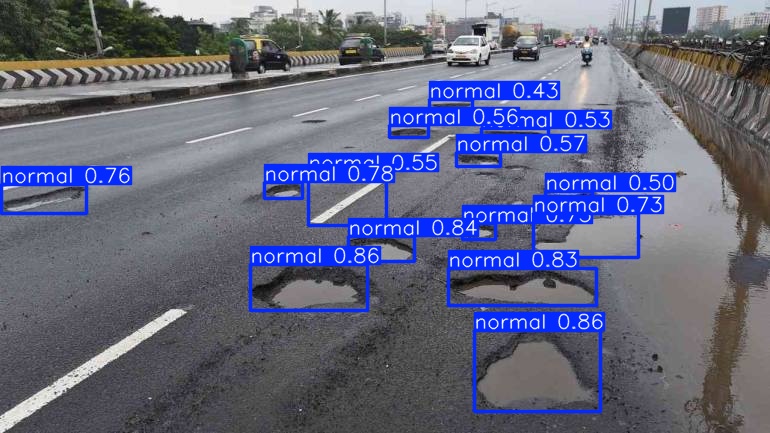 normal 0.43
normal 0.56
normal 0.53
normal 0.57
normal 0.55
normal 0.78
normal 0.76
normal 0.50
normal 0.73
normal 0.84
normal 0.86
normal 0.83
normal 0.86